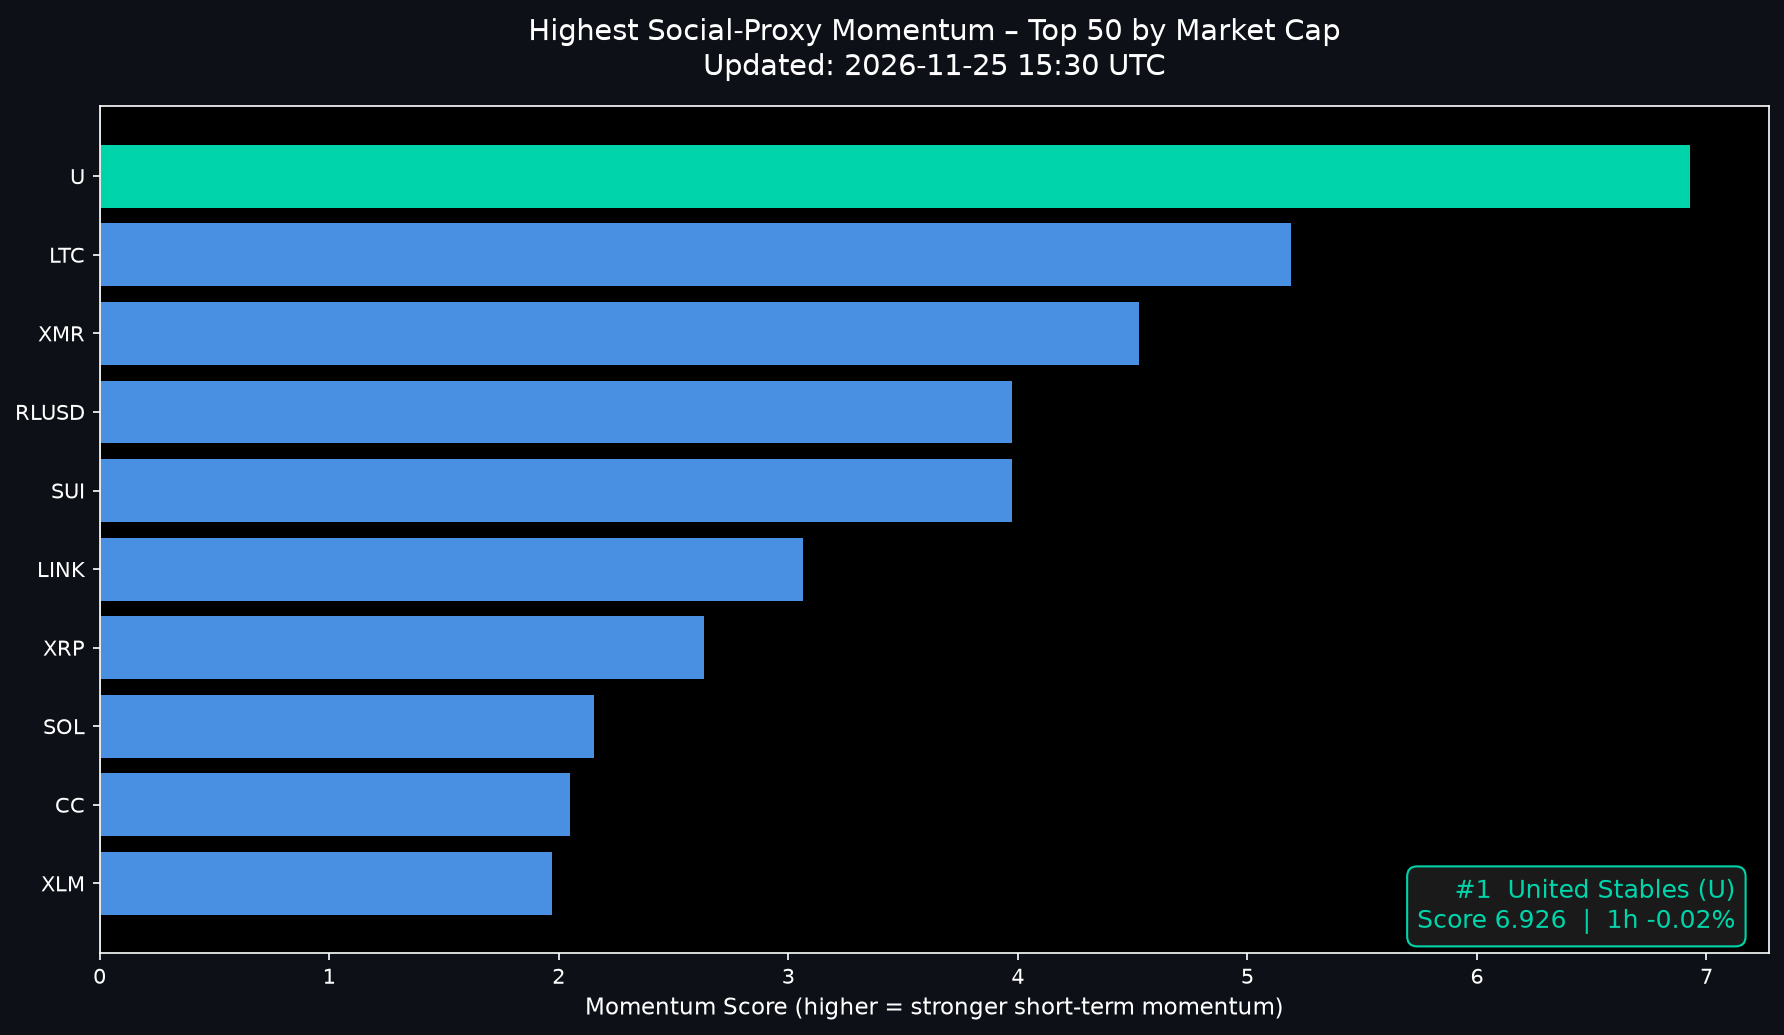 Highest Social-Proxy Momentum – Top 50 by Market Cap
Updated: 2026-11-25 15:30 UTC
U
LTC
XMR
RLUSD
SUI
LINK
XRP
SOL
CC
XLM
#1 United Stables (U)
Score 6.926 | 1h -0.02%
0 1 2 3 4 5 6 7
Momentum Score (higher = stronger short-term momentum)